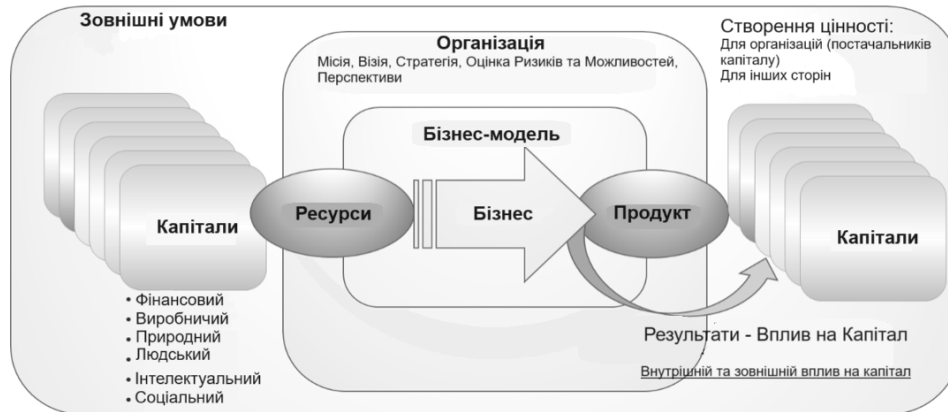 Зовнішні умови
Організація
Місія, Візія, Стратегія, Оцінка Ризиків та Можливостей,
Перспективи
Створення цінності:
Для організацій (постачальників
капіталу)
Для інших сторін
Бізнес-модель
Капітали
Ресурси
Бізнес
Продукт
Капітали
• Фінансовий
• Виробничий
• Природний
• Людський
• Інтелектуальний
• Соціальний
Результати - Вплив на Капітал
Внутрішній та зовнішній вплив на капітал